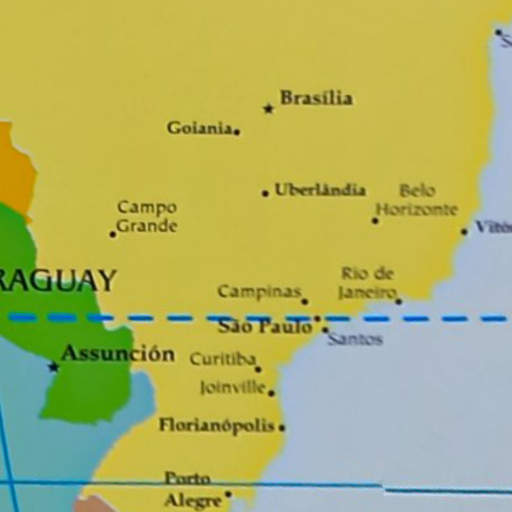 Brasília
Goiania
Uberlândia
Belo
Horizonte
Campo
Grande
RAGUAY
Rio de
Janeiro
Campinas
São Paulo
Santos
Assunción
Curitiba
Joinville
Florianópolis
Porto
Alegre